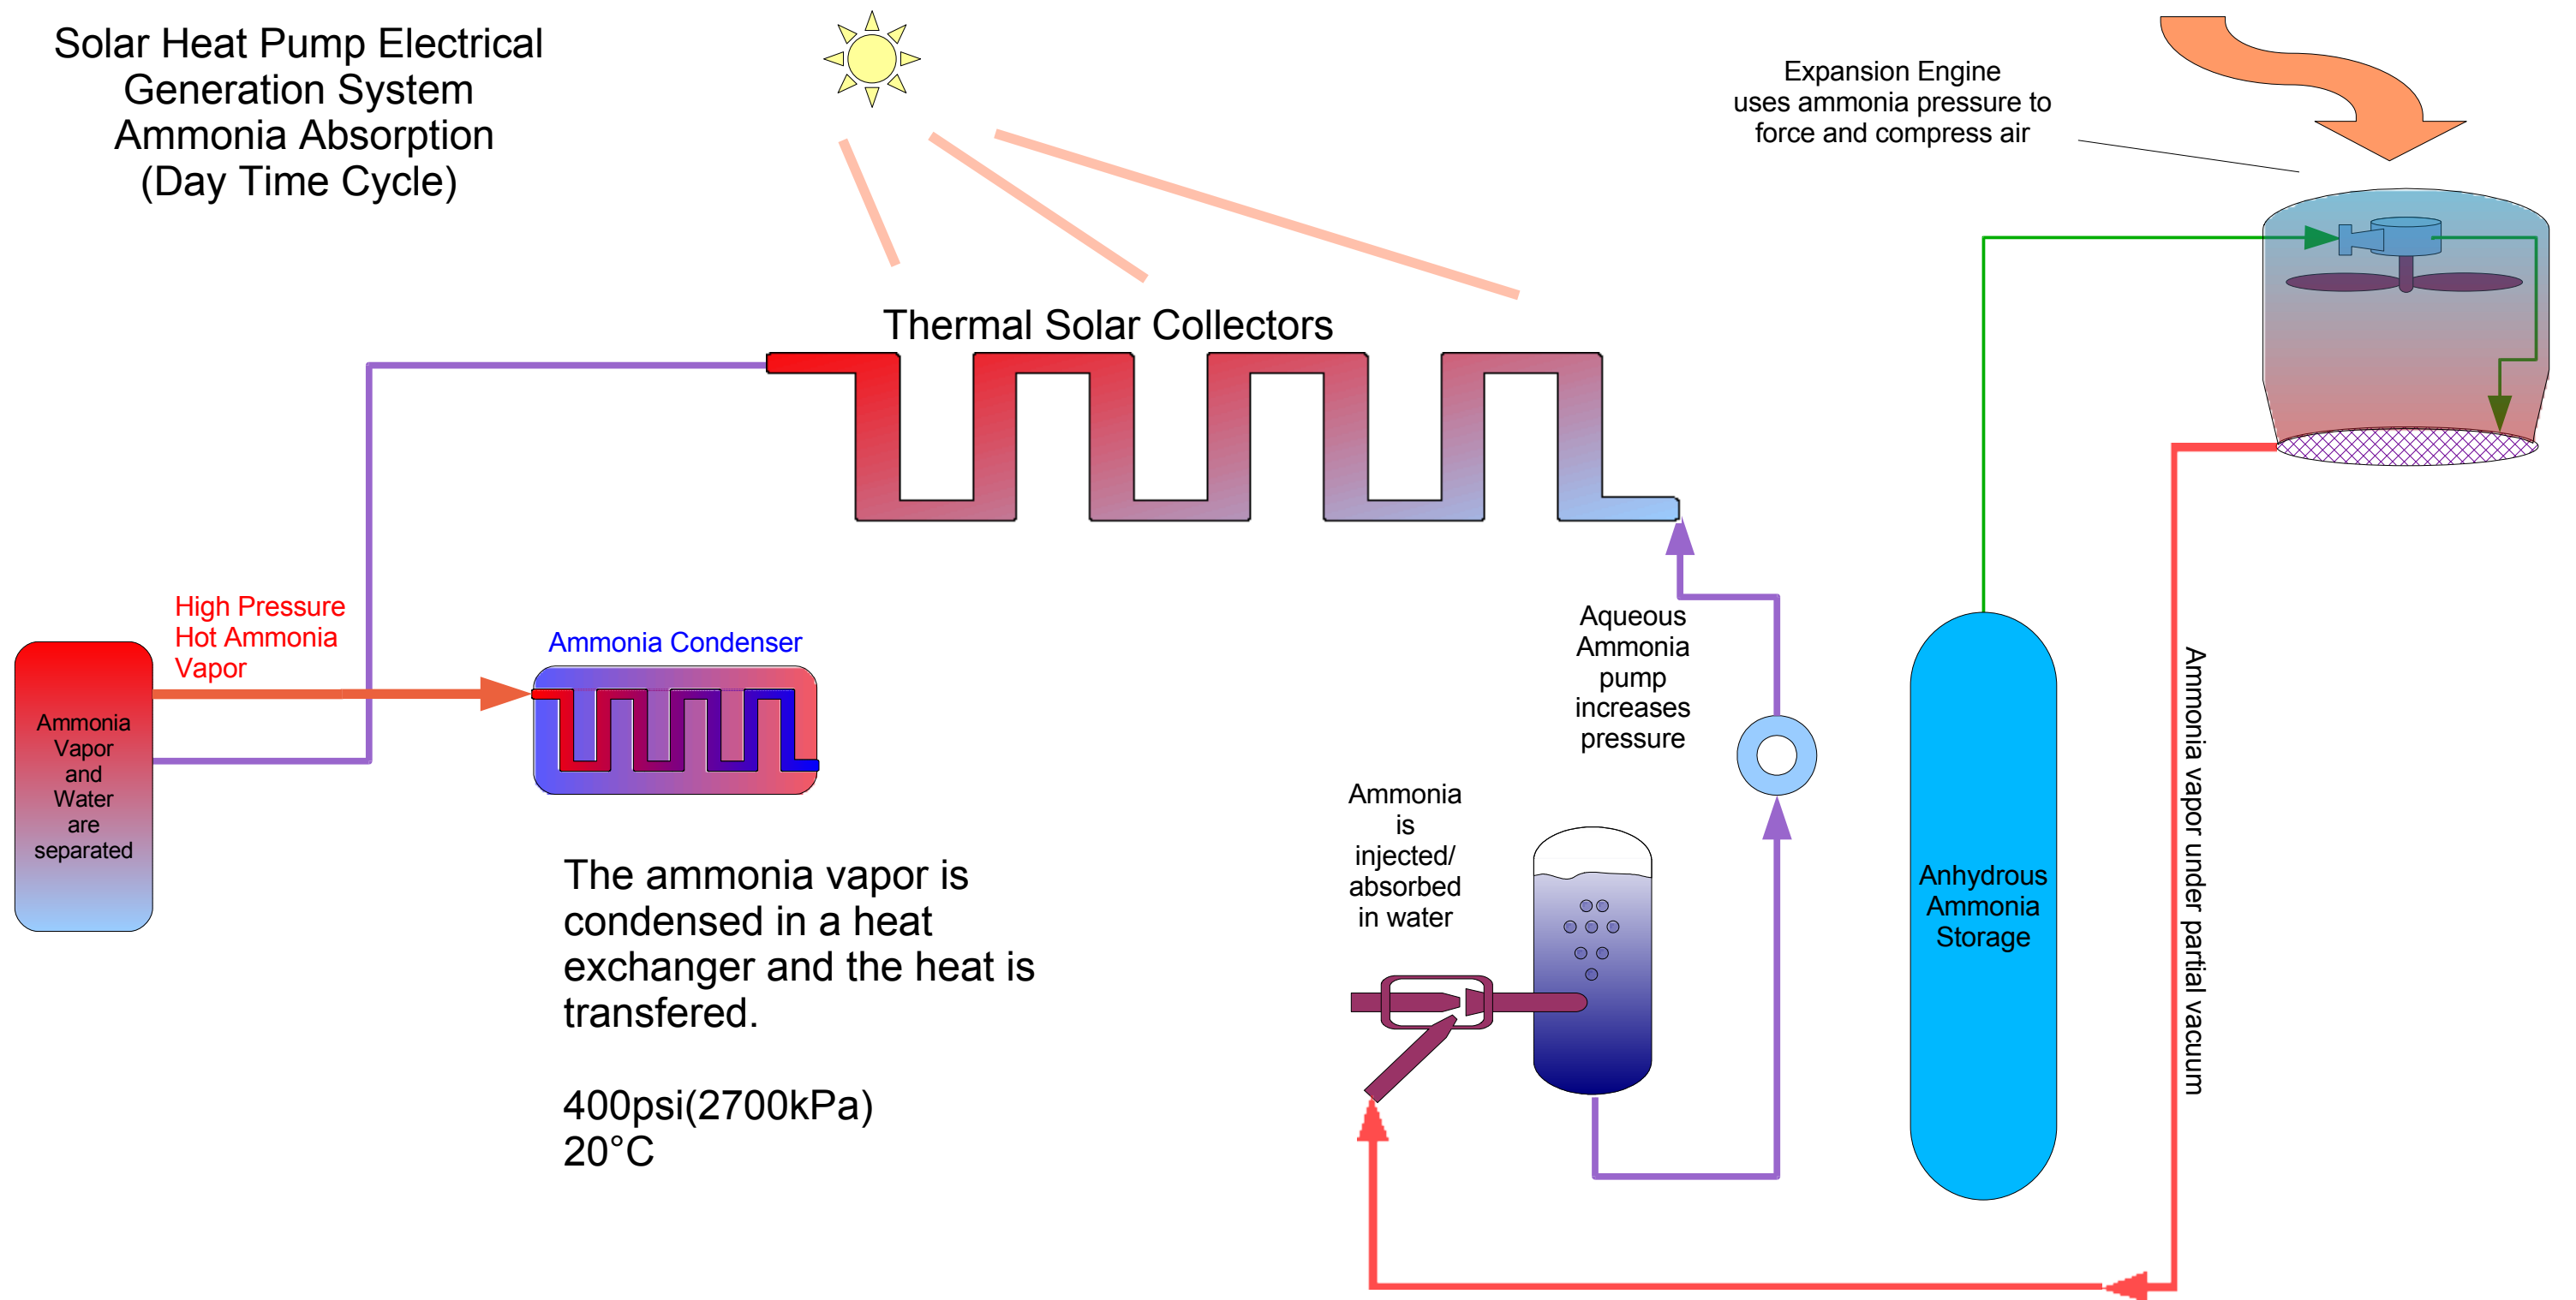 Solar Heat Pump Electrical
Generation System
Ammonia Absorption
(Day Time Cycle)
Expansion Engine
uses ammonia pressure to
force and compress air
Thermal Solar Collectors
High Pressure
Hot Ammonia
Vapor
Ammonia Condenser
Ammonia
Vapor
and
Water
are
separated
The ammonia vapor is
condensed in a heat
exchanger and the heat is
transfered.
400psi(2700kPa)
20°C
Aqueous
Ammonia
pump
increases
pressure
Ammonia
is
injected/
absorbed
in water
Anhydrous
Ammonia
Storage
Ammonia vapor under partial vacuum